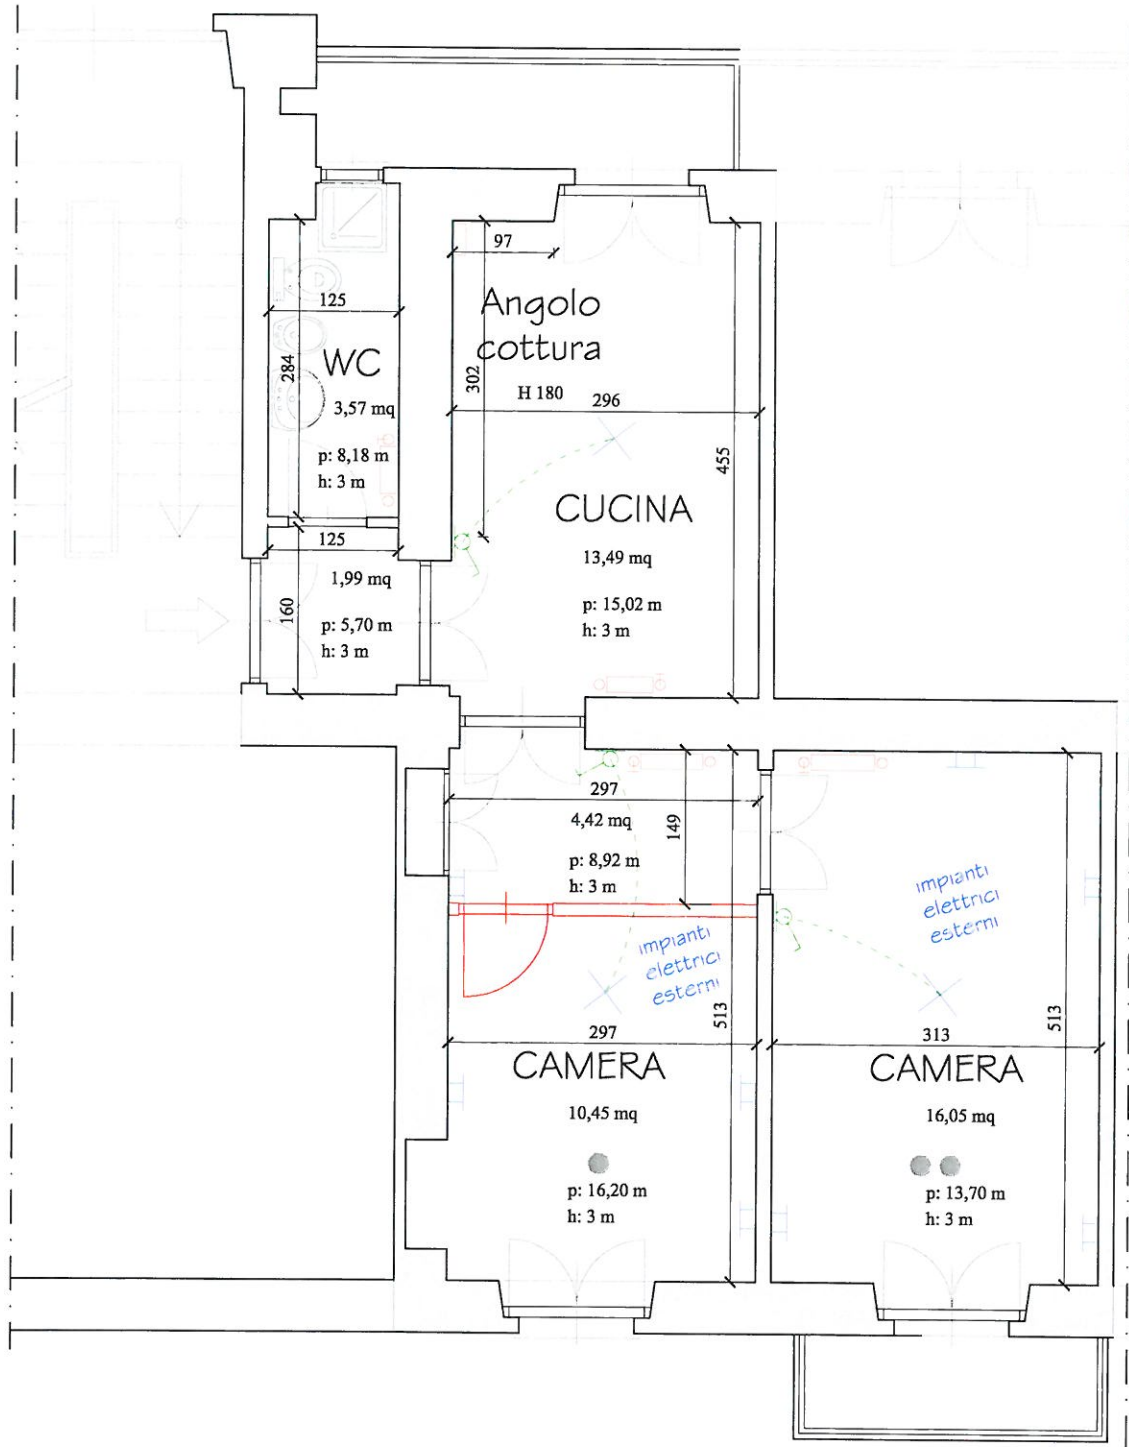 97
Angolo
cottura
125
284
WC
302
H 180
296
3,57 mq
455
p: 8,18 m
h: 3 m
CUCINA
125
13,49 mq
1,99 mq
160
p: 15,02 m
h: 3 m
p: 5,70 m
h: 3 m
297
4,42 mq
149
p: 8,92 m
h: 3 m
impianti
elettrici
esterni
impianti
elettrici
esterni
513
513
297
313
CAMERA
CAMERA
10,45 mq
16,05 mq
p: 16,20 m
h: 3 m
p: 13,70 m
h: 3 m